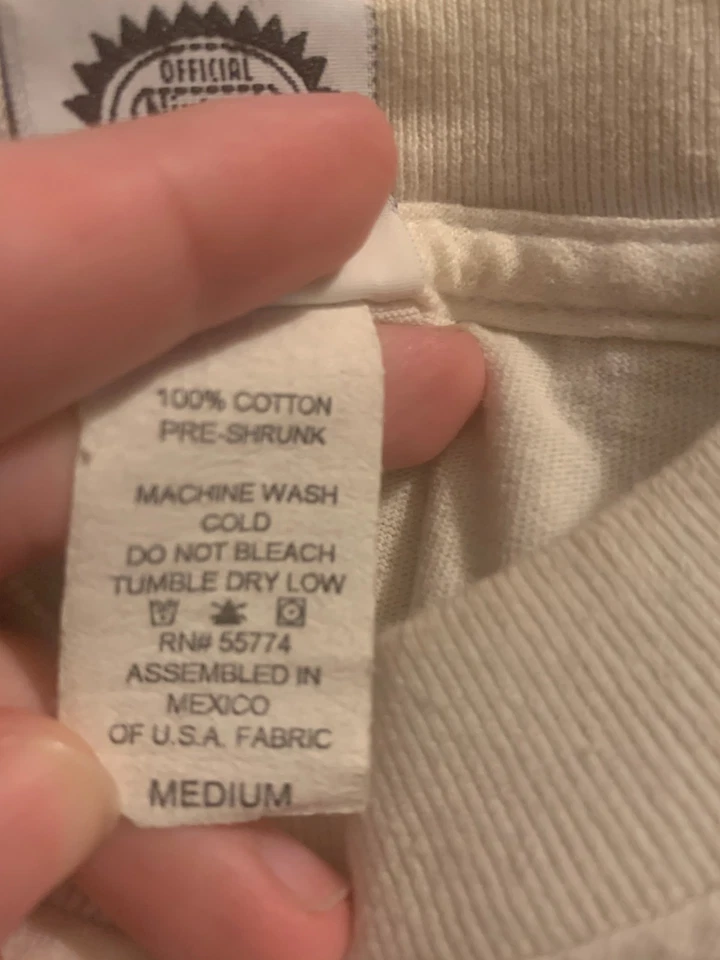 OFFICIAL
100% COTTON
PRE-SHRUNK
MACHINE WASH
COLD
DO NOT BLEACH
TUMBLE DRY LOW
RN# 55774
ASSEMBLED IN
MEXICO
OF U.S.A. FABRIC
MEDIUM